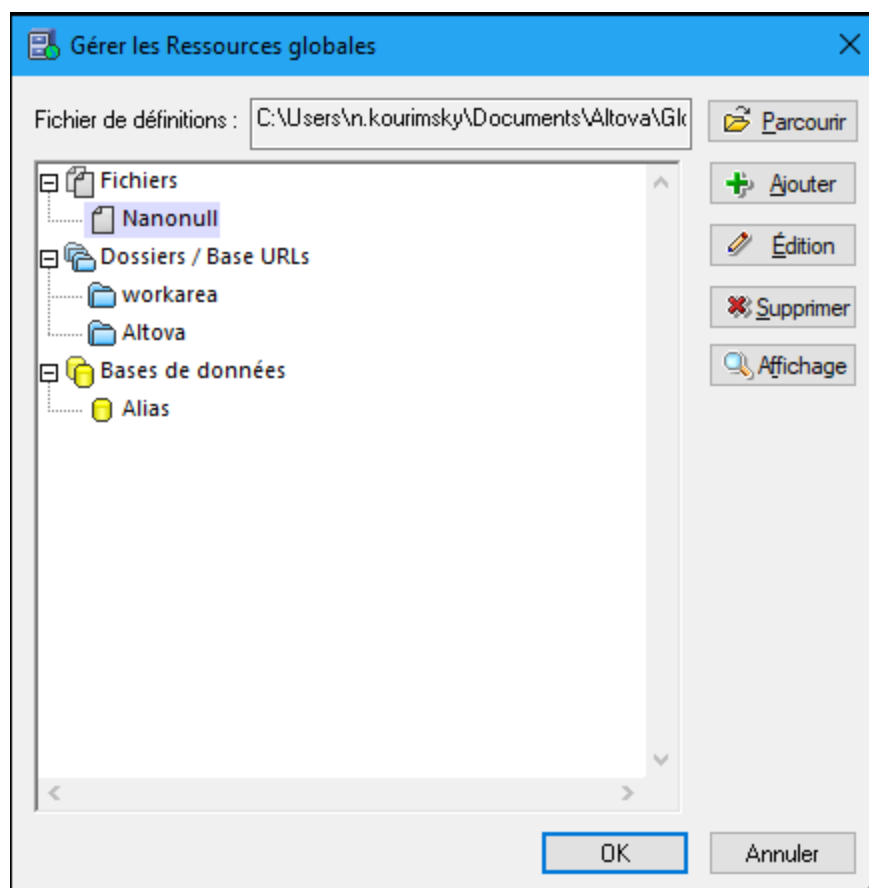 Gérer les Ressources globales
Fichier de définitions : C:\Users\n.kourimsky\Documents\Altova\Glo Parcourir
Fichiers
Nanonull
Dossiers / Base URLs
workarea
Altova
Bases de données
Alias
Ajouter
Édition
Supprimer
Affichage
OK Annuler